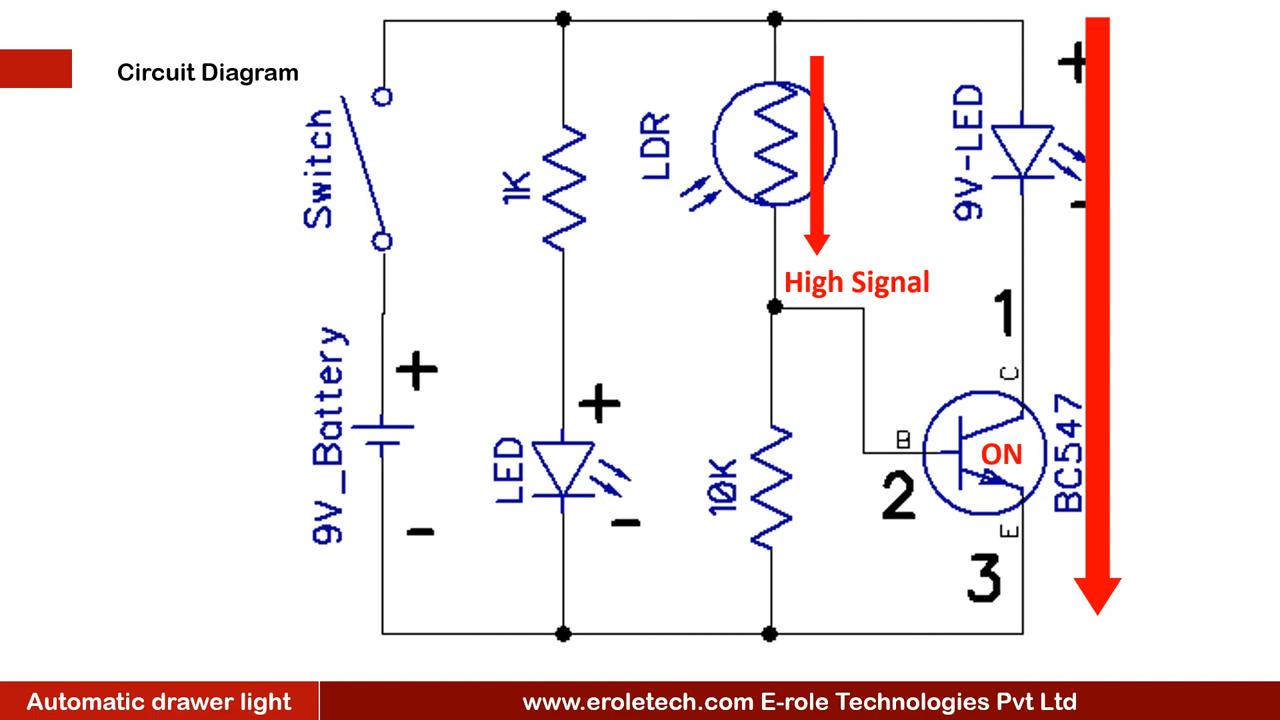 Circuit Diagram
Switch
9V_Battery
+
-
1K
LED
+
-
LDR
High Signal
10K
9V-LED
+
-
1
C
B
2
ON
BC547
E
3
Automatic drawer light
www.eroletech.com E-role Technologies Pvt Ltd